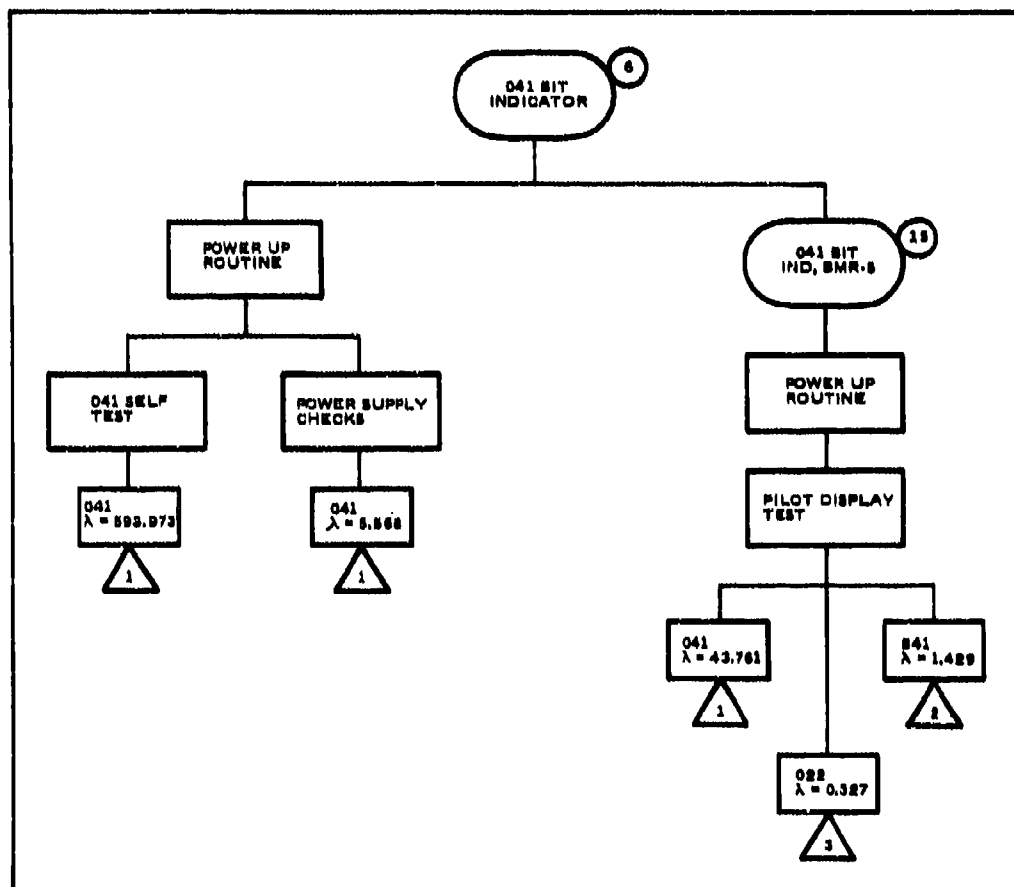 041 BIT
INDICATOR
6
POWER UP
ROUTINE
041 BIT
IND, SMR-5
15
041 SELF
TEST
POWER SUPPLY
CHECKS
POWER UP
ROUTINE
041
λ = 593.973
1
041
λ = 5.568
1
PILOT DISPLAY
TEST
041
λ = 43.761
1
541
λ = 1.429
2
022
λ = 0.327
3